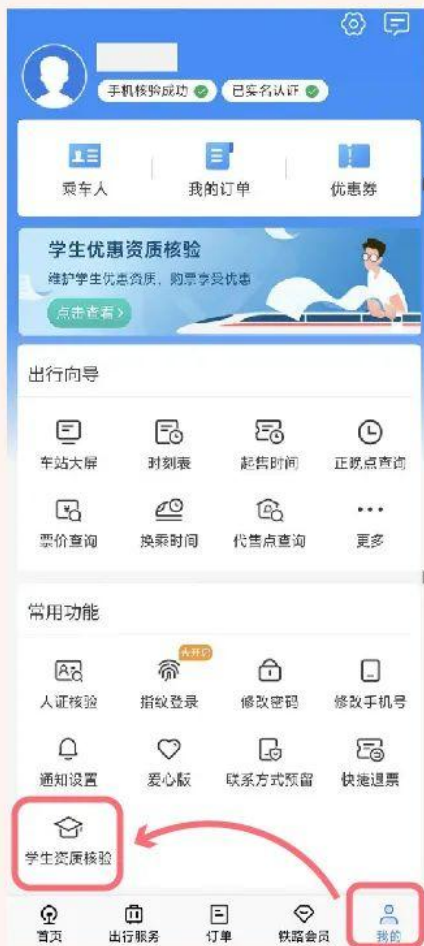 手机核验成功 已实名认证
乘车人 我的订单 优惠券
学生优惠资质核验
维护学生优惠资质，购票享受优惠
点击查看>
出行向导
车站大屏 时刻表 起售时间 正晚点查询
票价查询 换乘时间 代售点查询 更多
常用功能
未开启
人证核验 指纹登录 修改密码 修改手机号
通知设置 爱心版 联系方式预留 快捷退票
学生资质核验
首页 出行服务 订单 铁路会员 我的